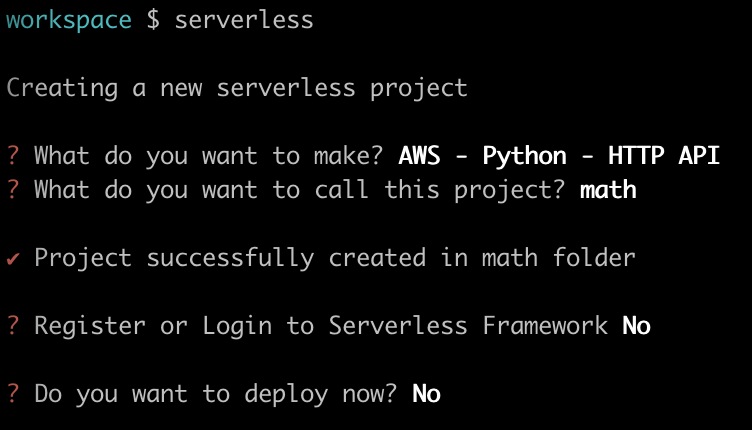 workspace $ serverless
Creating a new serverless project
? What do you want to make? AWS - Python - HTTP API
? What do you want to call this project? math
✔ Project successfully created in math folder
? Register or Login to Serverless Framework No
? Do you want to deploy now? No